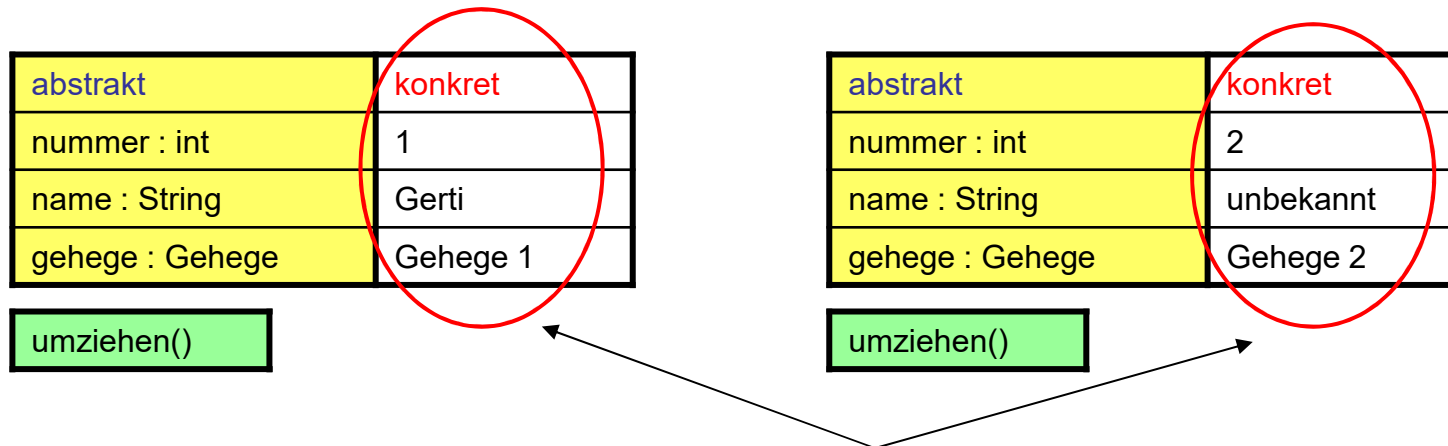 abstrakt konkret
nummer : int 1
name : String Gerti
gehege : Gehege Gehege 1
umziehen()
abstrakt konkret
nummer : int 2
name : String unbekannt
gehege : Gehege Gehege 2
umziehen()